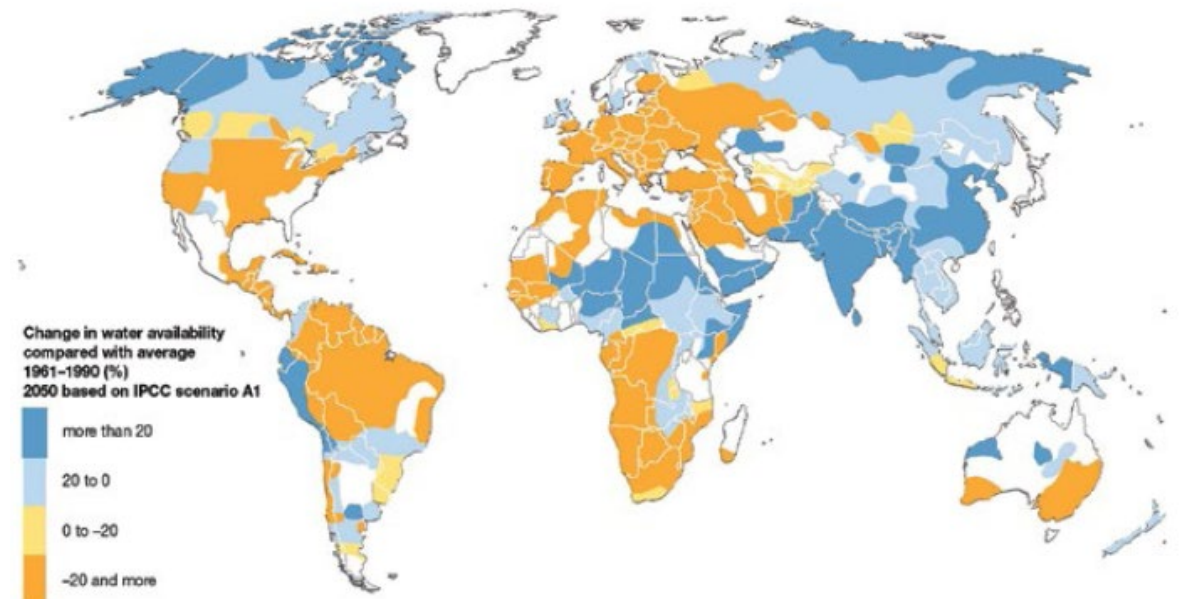 Change in water availability
compared with average
1961–1990 (%)
2050 based on IPCC scenario A1
more than 20
20 to 0
0 to –20
–20 and more